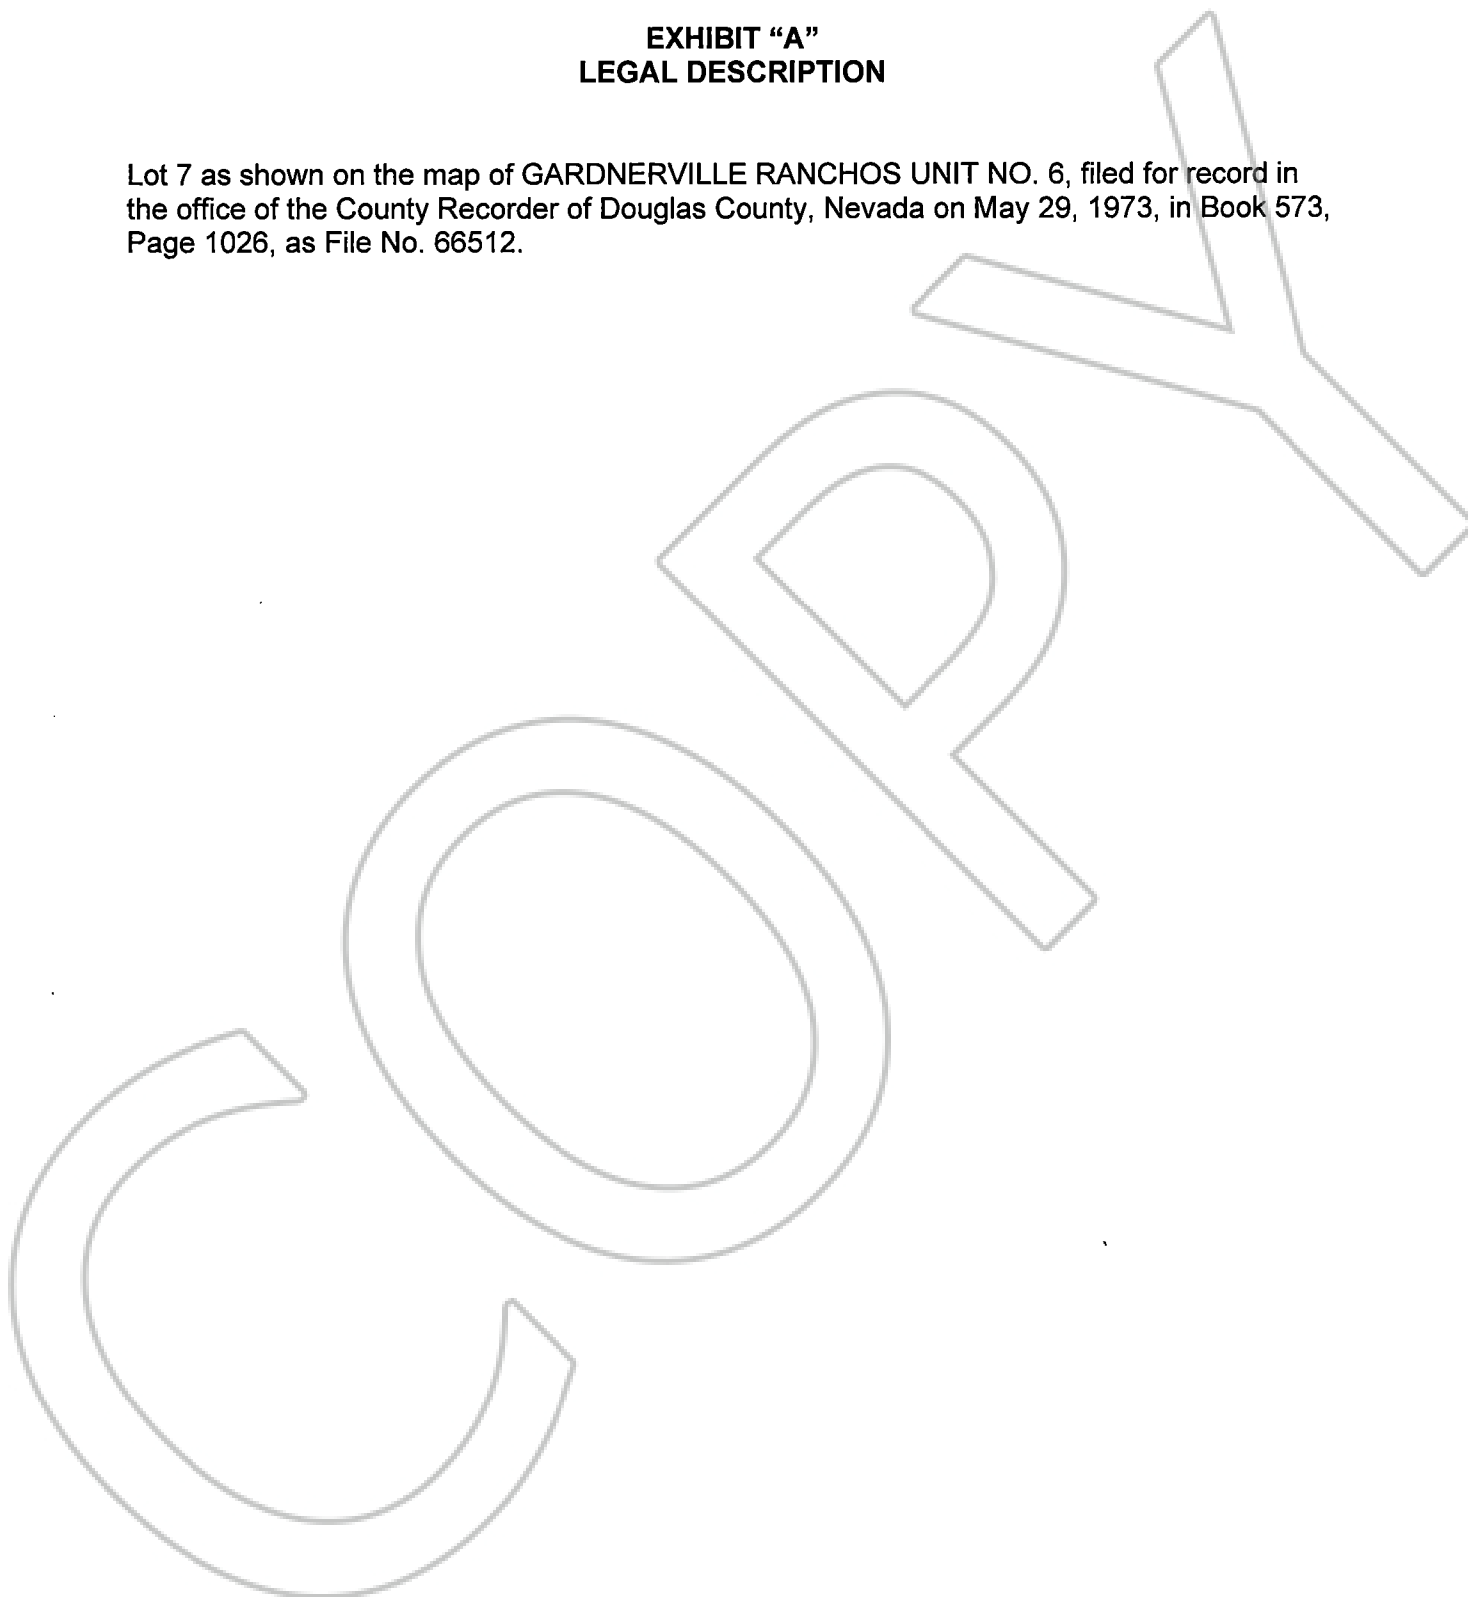 EXHIBIT “A”
LEGAL DESCRIPTION
Lot 7 as shown on the map of GARDNERVILLE RANCHOS UNIT NO. 6, filed for record in
the office of the County Recorder of Douglas County, Nevada on May 29, 1973, in Book 573,
Page 1026, as File No. 66512.
COPY